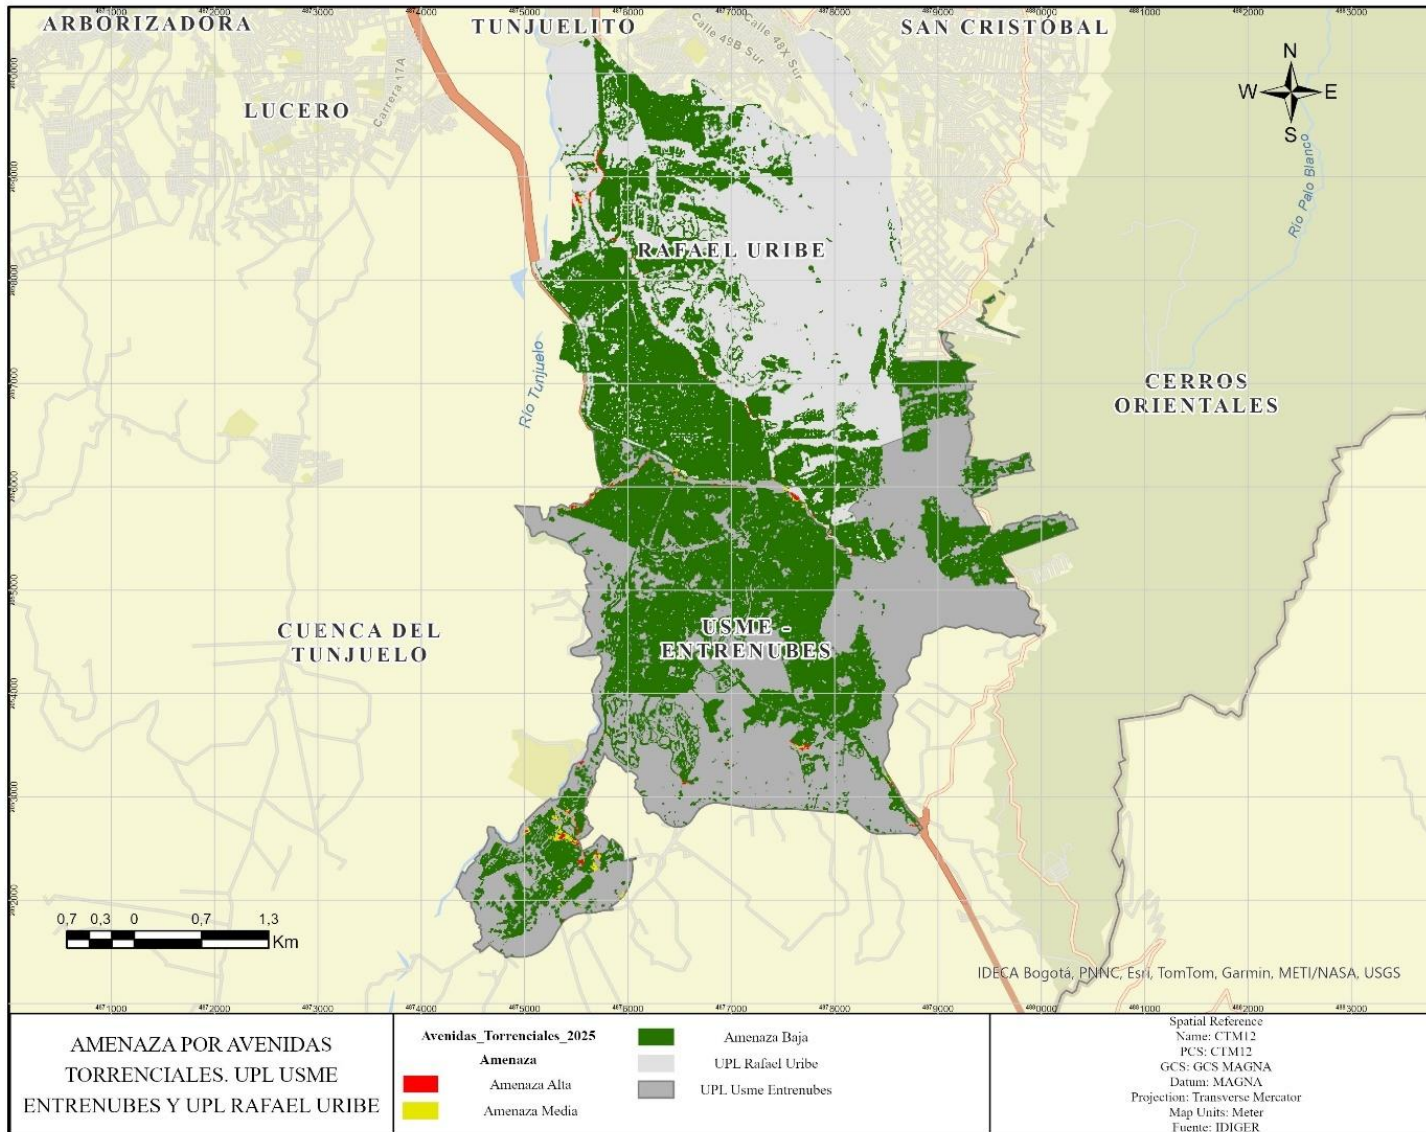 ARBORIZADORA
TUNJUELITO
SAN CRISTÓBAL
Calle 49B Sur
Calle 48X Sur
LUCERO
Carrera 17A
N
W
E
S
Río Palo Blanco
RAFAEL URIBE
Río Tunjuelo
CERROS
ORIENTALES
CUENCA DEL
TUNJUELO
USME -
ENTRENUBES
0,7 0,3 0 0,7 1,3
Km
IDECA Bogotá, PNNC, Esri, TomTom, Garmin, METI/NASA, USGS
AMENAZA POR AVENIDAS
TORRENCIALES. UPL USME
ENTRENUBES Y UPL RAFAEL URIBE
Avenidas_Torrenciales_2025
Amenaza
Amenaza Alta
Amenaza Media
Amenaza Baja
UPL Rafael Uribe
UPL Usme Entrenubes
Spatial Reference
Name: CTM12
PCS: CTM12
GCS: GCS MAGNA
Datum: MAGNA
Projection: Transverse Mercator
Map Units: Meter
Fuente: IDIGER